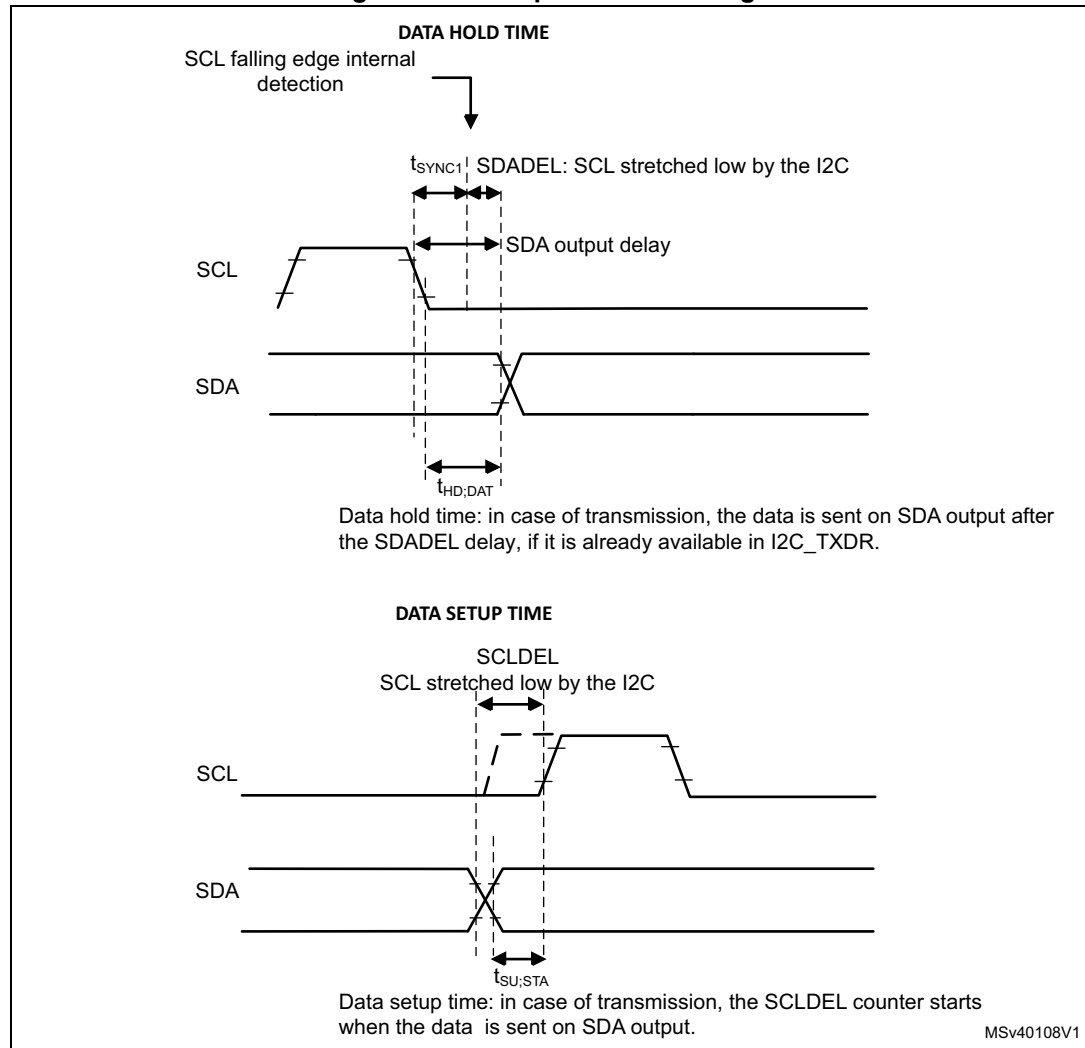 DATA HOLD TIME
SCL falling edge internal
detection
tSYNC1
SDADEL: SCL stretched low by the I2C
SDA output delay
SCL
SDA
tHD;DAT
Data hold time: in case of transmission, the data is sent on SDA output after
the SDADEL delay, if it is already available in I2C_TXDR.
DATA SETUP TIME
SCLDEL
SCL stretched low by the I2C
SCL
SDA
tSU;STA
Data setup time: in case of transmission, the SCLDEL counter starts
when the data is sent on SDA output.
MSv40108V1